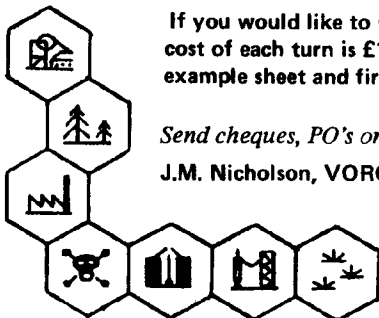 If you would like to
cost of each turn is £
example sheet and fir
Send cheques, PO's or
J.M. Nicholson, VOR